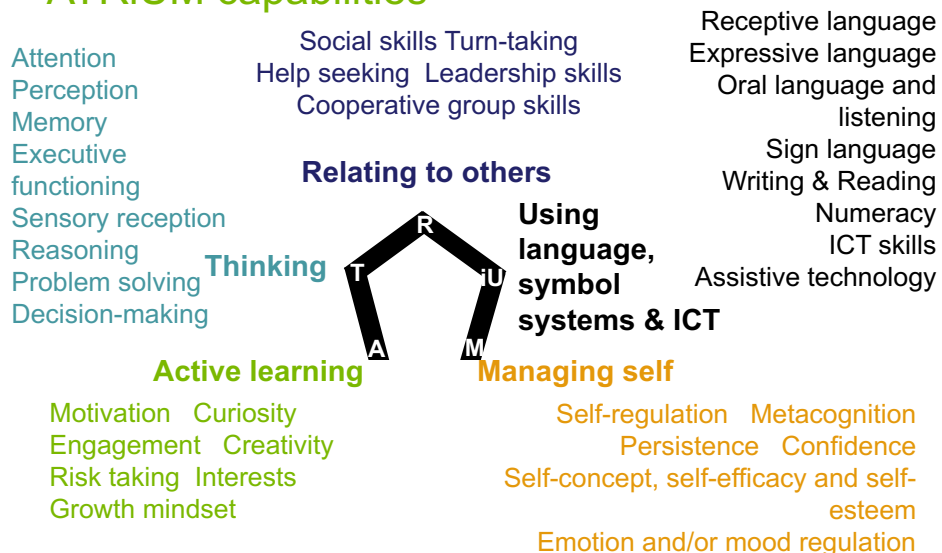 ATRiUM capabilities
Attention
Perception
Memory
Executive
functioning
Sensory reception
Reasoning
Problem solving
Decision-making
Thinking
Social skills Turn-taking
Help seeking Leadership skills
Cooperative group skills
Relating to others
Receptive language
Expressive language
Oral language and
listening
Sign language
Writing & Reading
Numeracy
ICT skills
Assistive technology
Using
language,
symbol
systems & ICT
R
T
iU
A
M
Active learning
Motivation Curiosity
Engagement Creativity
Risk taking Interests
Growth mindset
Managing self
Self-regulation Metacognition
Persistence Confidence
Self-concept, self-efficacy and self-
esteem
Emotion and/or mood regulation